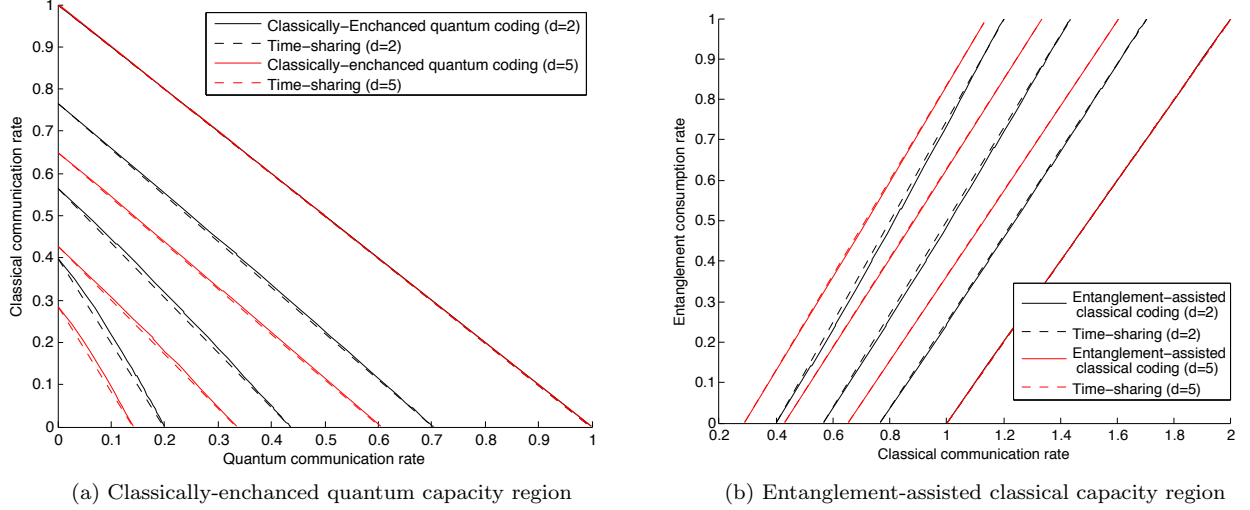 1
0.9
0.8
0.7
0.6
0.5
0.4
0.3
0.2
0.1
0
0 0.1 0.2 0.3 0.4 0.5 0.6 0.7 0.8 0.9 1
Classical communication rate
Quantum communication rate
Classically-Enchanced quantum coding (d=2)
Time-sharing (d=2)
Classically-enchanced quantum coding (d=5)
Time-sharing (d=5)
(a) Classically-enchanced quantum capacity region
1
0.9
0.8
0.7
0.6
0.5
0.4
0.3
0.2
0.1
0
0.2 0.4 0.6 0.8 1 1.2 1.4 1.6 1.8 2
Entanglement consumption rate
Classical communication rate
Entanglement-assisted
classical coding (d=2)
Time-sharing (d=2)
Entanglement-assisted
classical coding (d=5)
Time-sharing (d=5)
(b) Entanglement-assisted classical capacity region